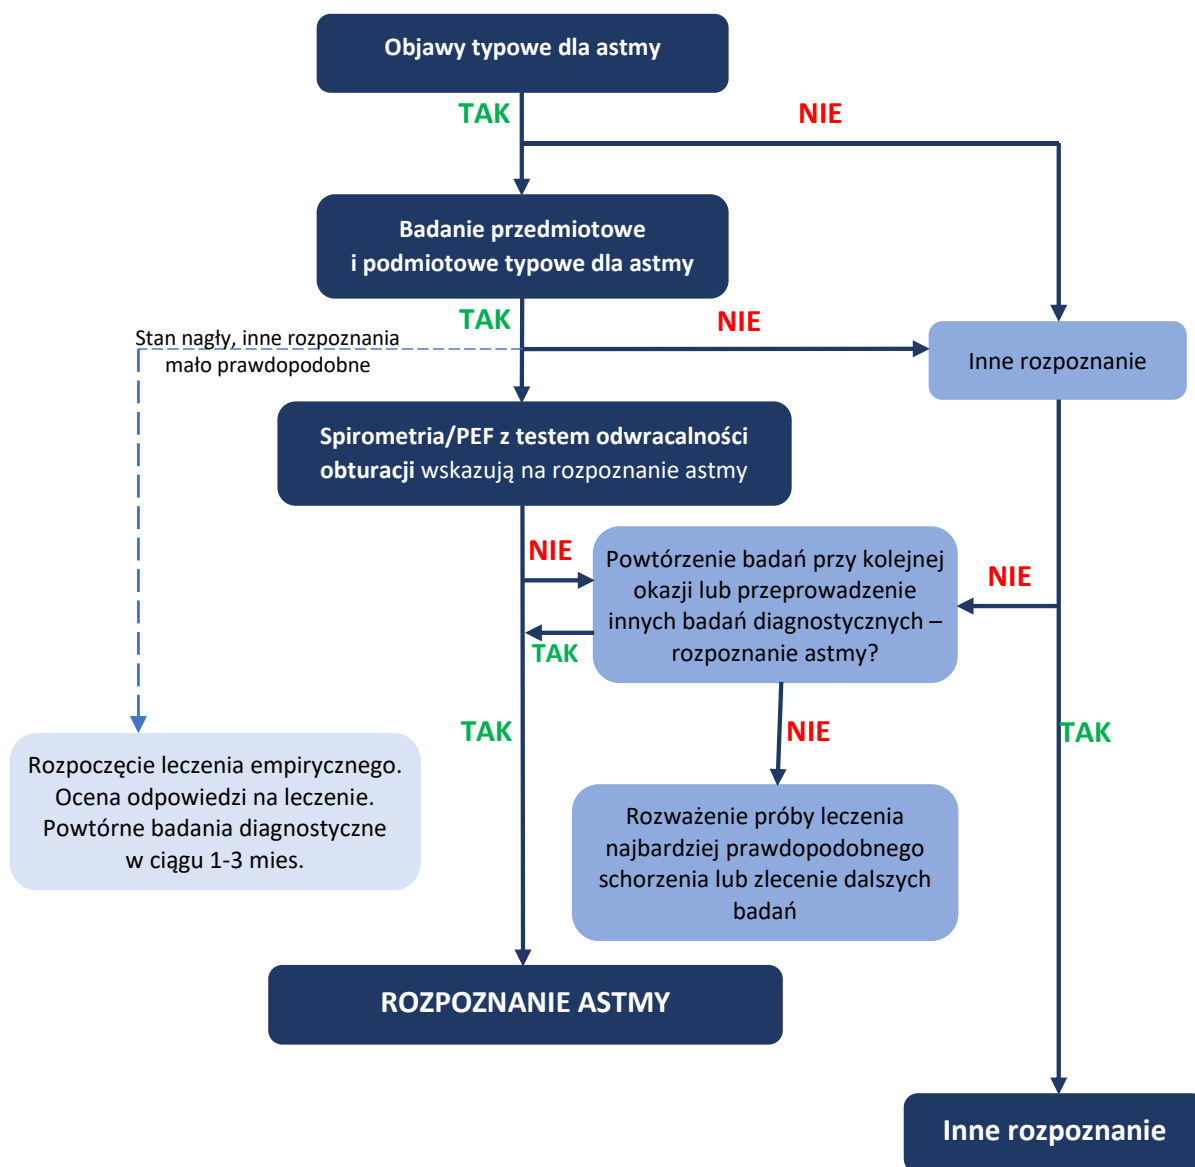 Objawy typowe dla astmy
TAK
NIE
Badanie przedmiotowe
i podmiotowe typowe dla astmy
TAK
NIE
Stan nagły, inne rozpoznania
mało prawdopodobne
Inne rozpoznanie
Spirometria/PEF z testem odwracalności
obturacji wskazują na rozpoznanie astmy
NIE
Powtórzenie badań przy kolejnej
okazji lub przeprowadzenie
innych badań diagnostycznych –
rozpoznanie astmy?
NIE
TAK
TAK
NIE
TAK
Rozpoczęcie leczenia empirycznego.
Ocena odpowiedzi na leczenie.
Powtórne badania diagnostyczne
w ciągu 1-3 mies.
Rozważenie próby leczenia
najbardziej prawdopodobnego
schorzenia lub zlecenie dalszych
badań
ROZPOZNANIE ASTMY
Inne rozpoznanie